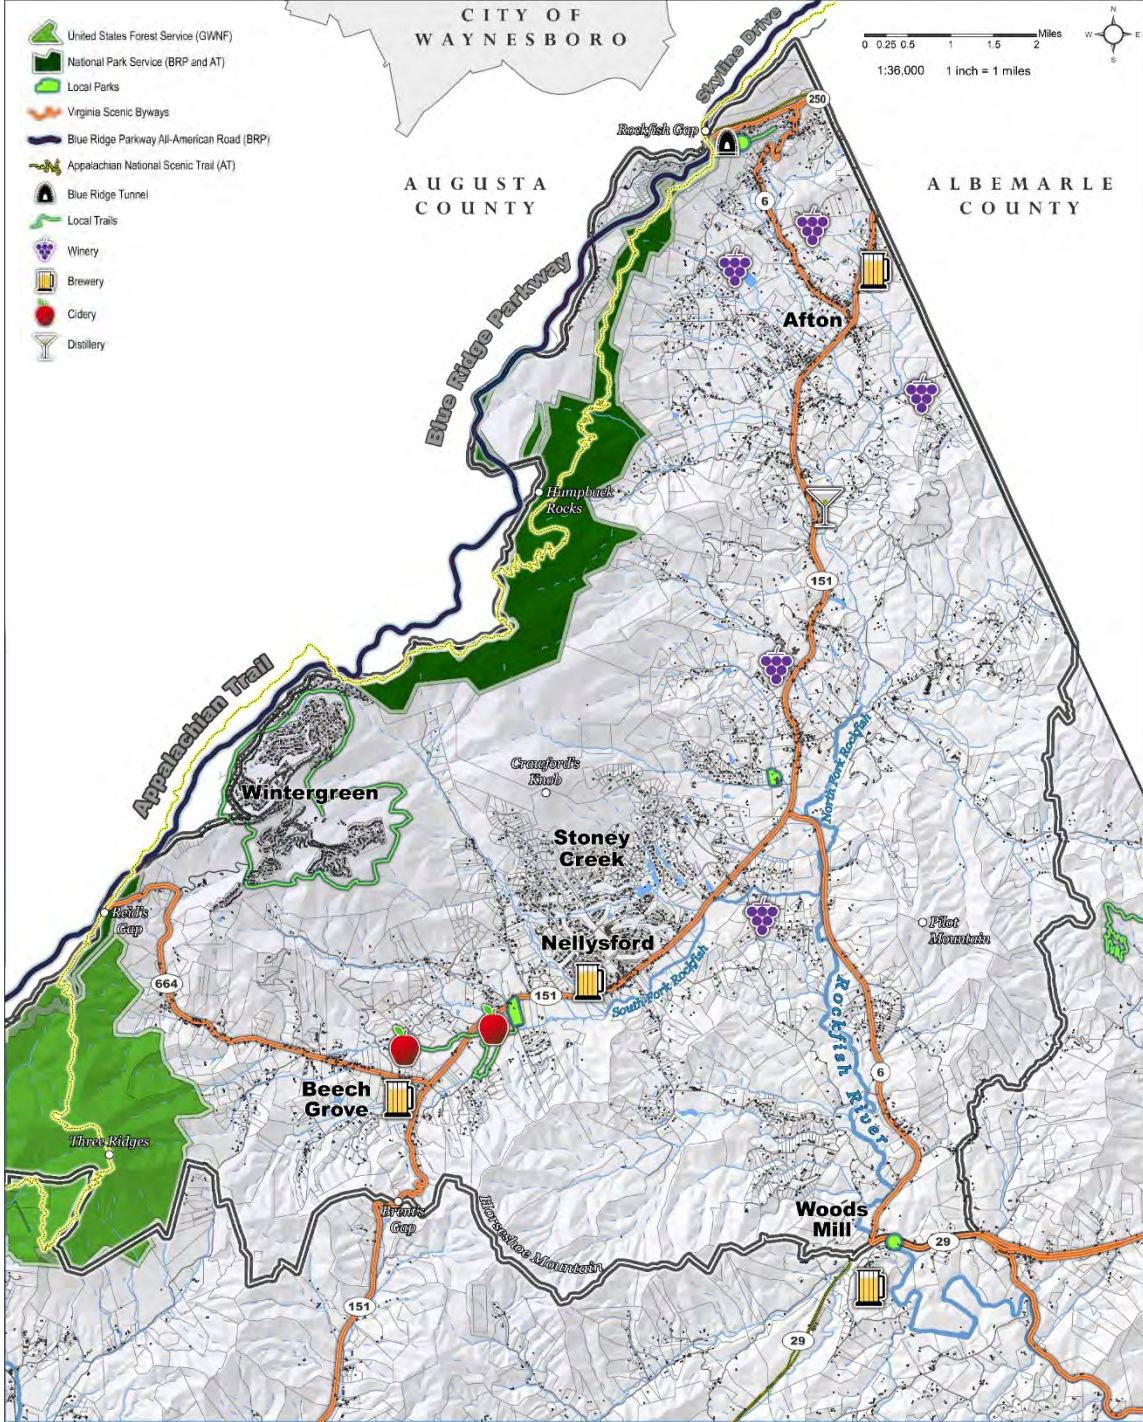 CITY OF
WAYNESBORO
Skyline Drive
Miles
0 0.25 0.5 1 1.5 2
1:36,000 1 inch = 1 miles
N
W
E
S
United States Forest Service (GWNF)
National Park Service (BRP and AT)
Local Parks
Virginia Scenic Byways
Blue Ridge Parkway All-American Road (BRP)
Appalachian National Scenic Trail (AT)
Blue Ridge Tunnel
Local Trails
Winery
Brewery
Cidery
Distillery
250
Rockfish Gap
AUGUSTA
COUNTY
ALBEMARLE
COUNTY
6
Blue Ridge Parkway
Afton
Humpback
Rocks
151
Appalachian Trail
North Fork Rockfish
Crawford's
Knob
Wintergreen
Stoney
Creek
Reid's
Gap
Pilot
Mountain
Nellysford
South Fork Rockfish
664
151
Rockfish River
6
Beech
Grove
Three Ridges
Brent's
Gap
Horseshoe Mountain
Woods
Mill
29
151
29